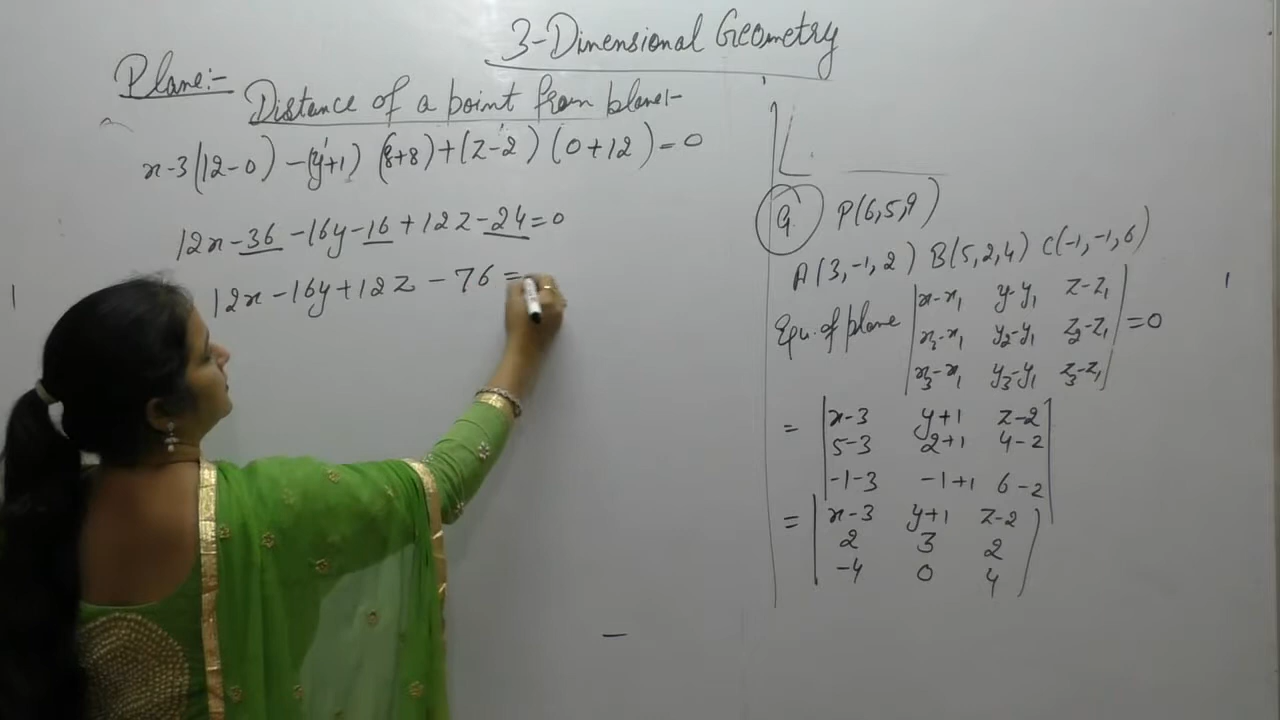 3-Dimensional Geometry
Plane:-
Distance of a point from plane:-
x-3(12-0) -(y+1) (8+8)+(z-2) (0+12)=0
12x-36-16y-16+12z-24=0
12x-16y+12z-76=
Q. P(6,5,9)
A(3,-1,2) B(5,2,4) C(-1,-1,6)
Equ. of plane | x-x₁ y-y₁ z-z₁ |
| x₂-x₁ y₂-y₁ z₂-z₁ | =0
| x₃-x₁ y₃-y₁ z₃-z₁ |
= | x-3 y+1 z-2 |
| 5-3 2+1 4-2 |
| -1-3 -1+1 6-2 |
= | x-3 y+1 z-2 |
| 2 3 2 |
| -4 0 4 |